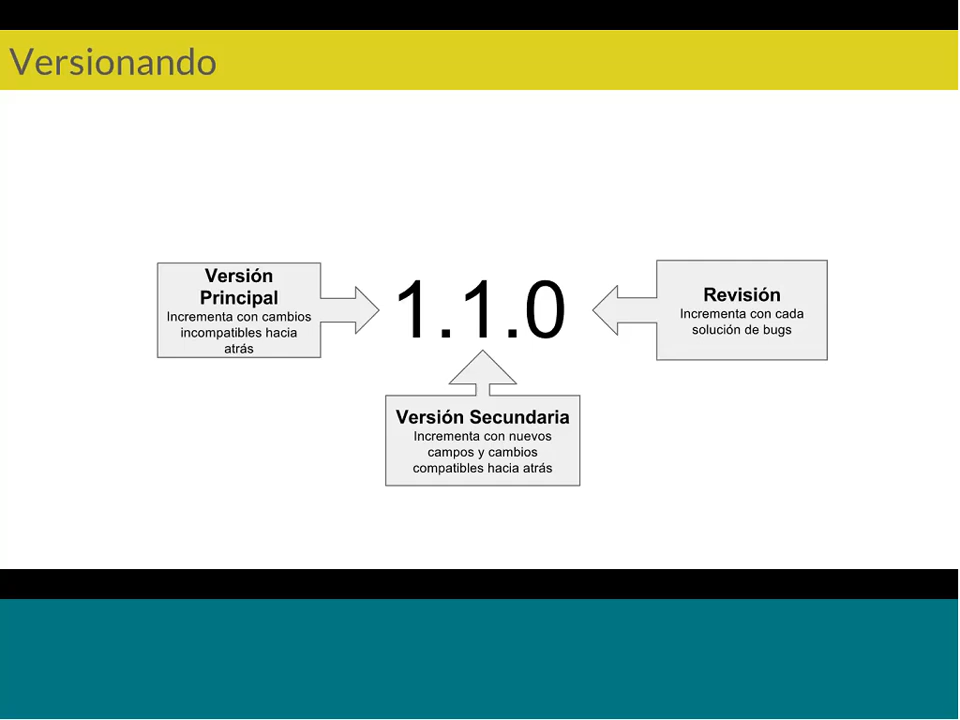 Versionando
Versión
Principal
Incrementa con cambios
incompatibles hacia
atrás
1.1.0
Revisión
Incrementa con cada
solución de bugs
Versión Secundaria
Incrementa con nuevos
campos y cambios
compatibles hacia atrás